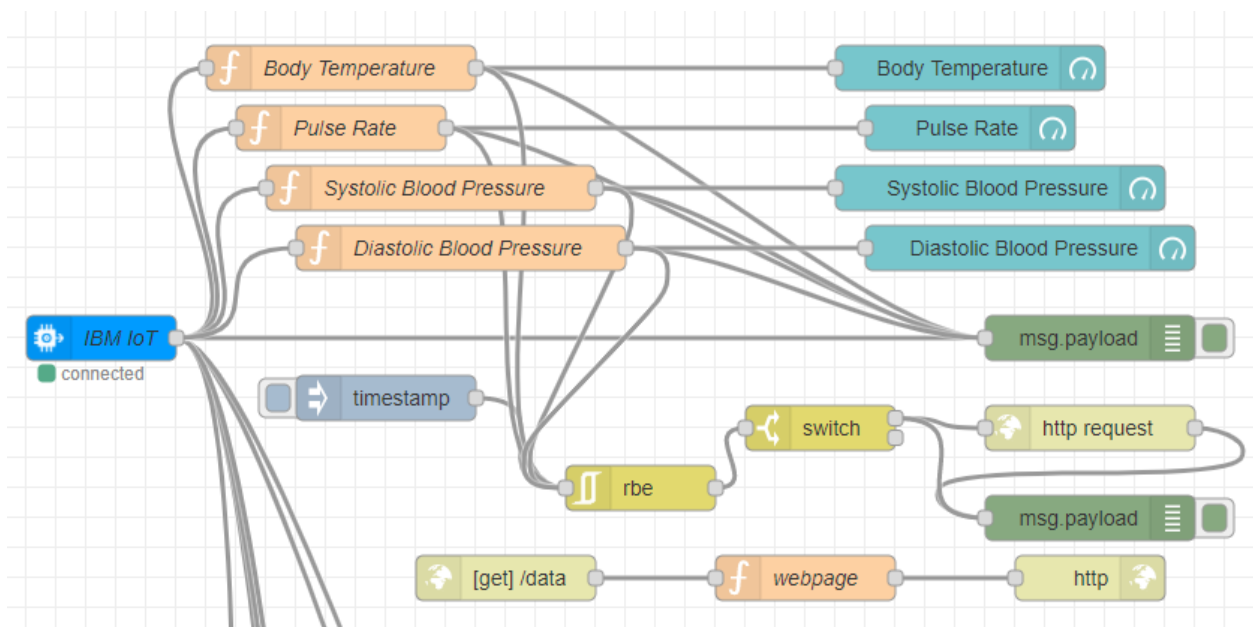 Body Temperature
Body Temperature
Pulse Rate
Pulse Rate
Systolic Blood Pressure
Systolic Blood Pressure
Diastolic Blood Pressure
Diastolic Blood Pressure
IBM IoT
msg.payload
connected
timestamp
switch
http request
rbe
msg.payload
[get] /data
webpage
http